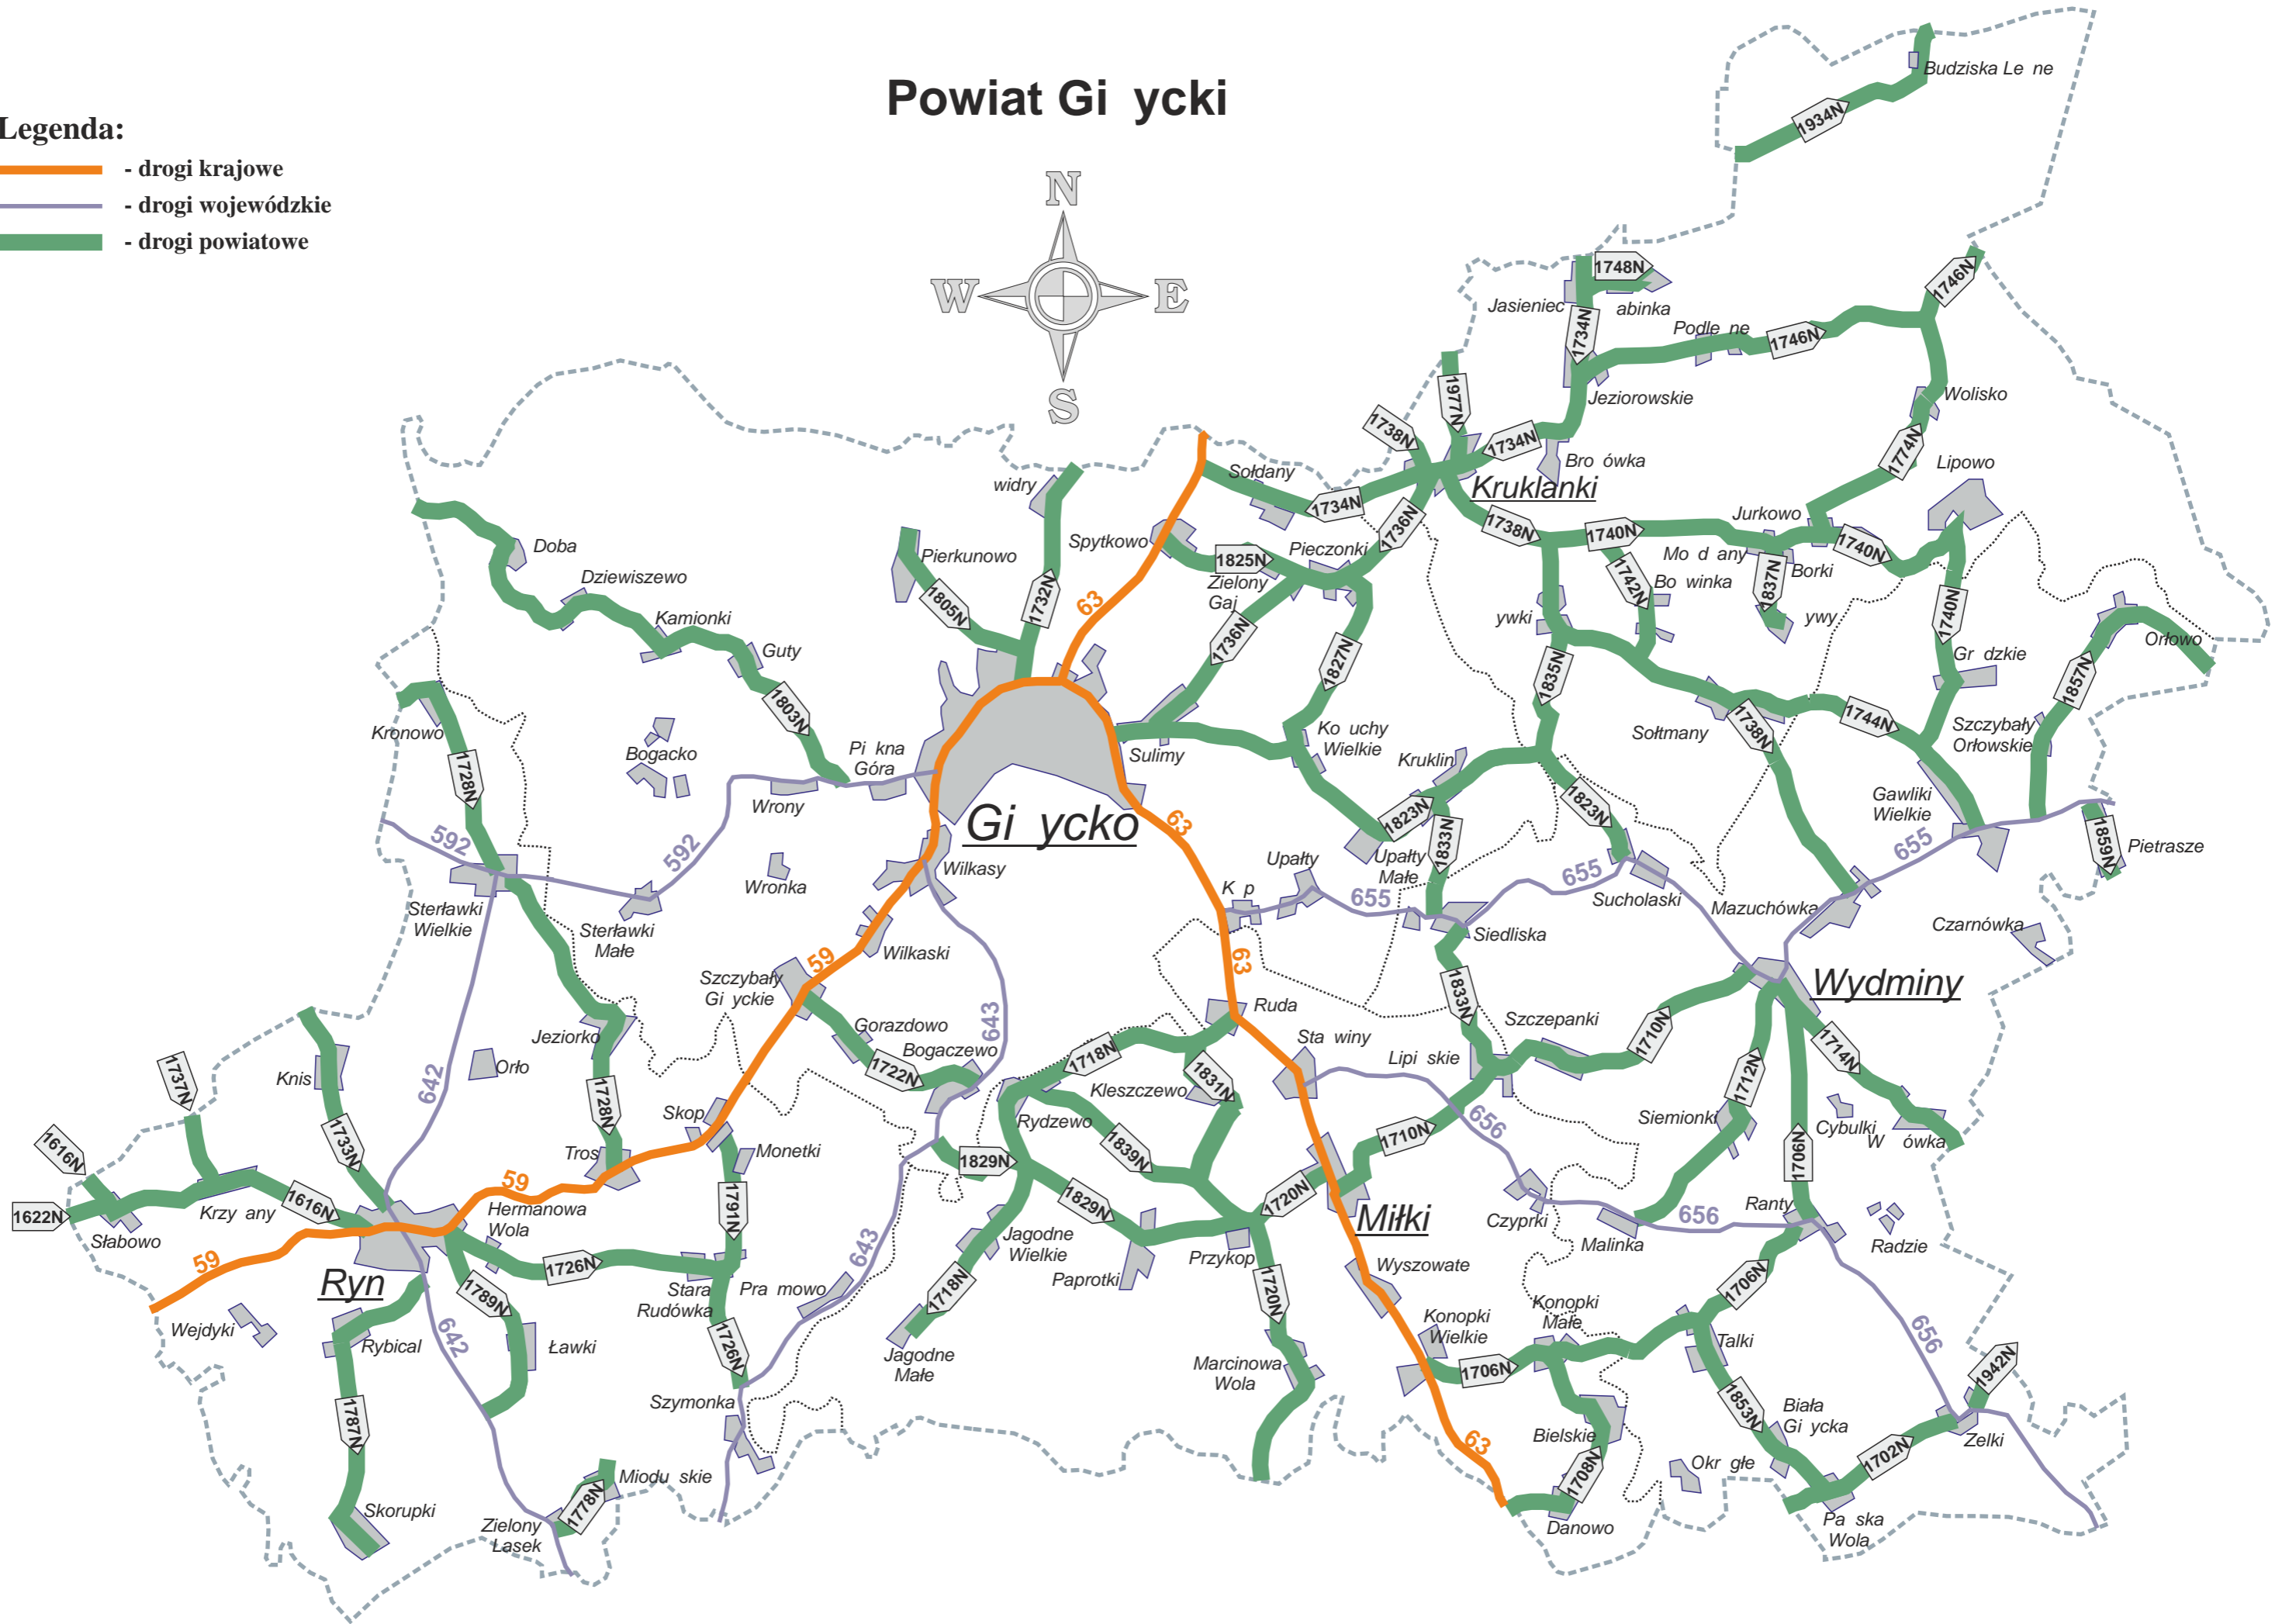 Powiat Gi ycki
Legenda:
- drogi krajowe
- drogi wojewódzkie
- drogi powiatowe
N
W
E
S
Budziska Le ne
1934N
1748N
Jasieniec
abinka
1734N
Podle ne
1746N
1746N
Jeziorowskie
Wolisko
1977N
1738N
1734N
Bro ówka
1774N
Lipowo
Sołdany
widry
Kruklanki
1734N
1736N
1738N
1740N
Jurkowo
1740N
Mo d any
Borki
Doba
Spytkowo
Pierkunowo
1825N
Pieczonki
Zielony
Gaj
1742N
Bo winka
1837N
ywy
1740N
Dziewiszewo
Kamionki
1805N
1732N
63
1736N
ywki
Orłowo
Guty
1827N
1835N
Gr dzkie
1857N
1803N
Kronowo
Bogacko
Pi kna
Góra
Sulimy
Ko uchy
Wielkie
Kruklin
Sołtmany
1738N
1744N
Szczybały
Orłowskie
1728N
Wrony
Gi ycko
63
1823N
1823N
Gawliki
Wielkie
592
592
1833N
655
1859N
Pietrasze
Wilkasy
Wronka
Upałty
Upałty
Małe
K p
655
655
Sucholaski
Mazuchówka
Sterławki
Wielkie
Sterławki
Małe
Siedliska
Czarnówka
Wilkaski
59
63
Szczybały
Gi yckie
1833N
Wydminy
Ruda
643
Jeziorko
Gorazdowo
Bogaczewo
1718N
Sta winy
Szczepanki
1710N
1714N
Orło
Knis
1737N
642
1722N
Kleszczewo
1831N
Lipi skie
1712N
1728N
Skop
Rydzewo
656
Siemionki
Cybulki
W ówka
1733N
Tros
Monetki
1839N
1710N
1616N
1829N
1706N
59
1791N
1829N
1720N
1622N
Krzy any
1616N
Hermanowa
Wola
Miłki
Czyprki
656
Ranty
Słabowo
Jagodne
Wielkie
Przykop
Malinka
Radzie
59
643
1726N
Paprotki
Wyszowate
Ryn
1789N
Stara
Rudówka
Pra mowo
1718N
1720N
1706N
Wejdyki
Rybical
642
Ławki
1726N
Jagodne
Małe
Marcinowa
Wola
Konopki
Wielkie
Konopki
Małe
Talki
656
1706N
1942N
Szymonka
1853N
Biała
Gi ycka
1787N
Bielskie
Zelki
63
1702N
Miodu skie
1708N
Okr głe
Skorupki
1778N
Zielony
Lasek
Danowo
Pa ska
Wola